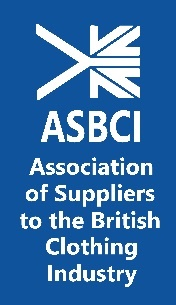 ASBCI
Association
of Suppliers
to the British
Clothing
Industry